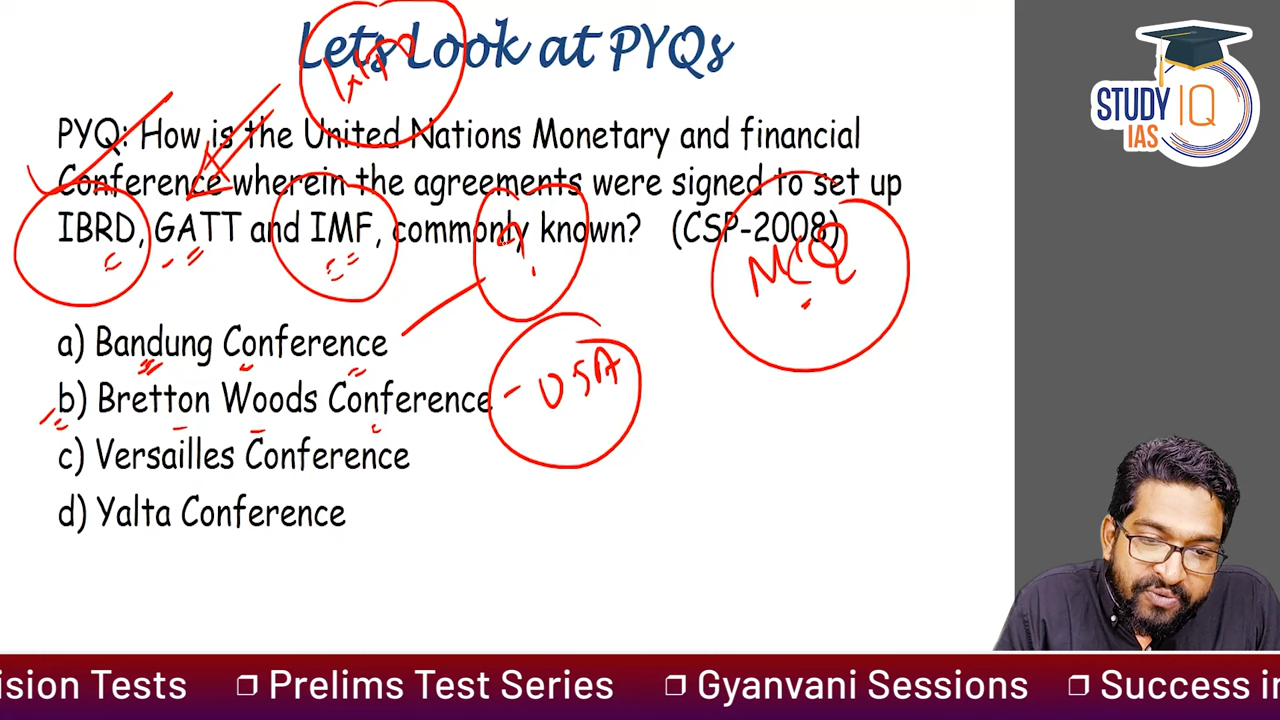 Lets Look at PYQs
PYQ: How is the United Nations Monetary and financial
Conference wherein the agreements were signed to set up
IBRD, GATT and IMF, commonly known? (CSP-2008)
MCQ
a) Bandung Conference
b) Bretton Woods Conference - USA
c) Versailles Conference
d) Yalta Conference
STUDY IQ
IAS
ision Tests ❐ Prelims Test Series ❐ Gyanvani Sessions ❐ Success in